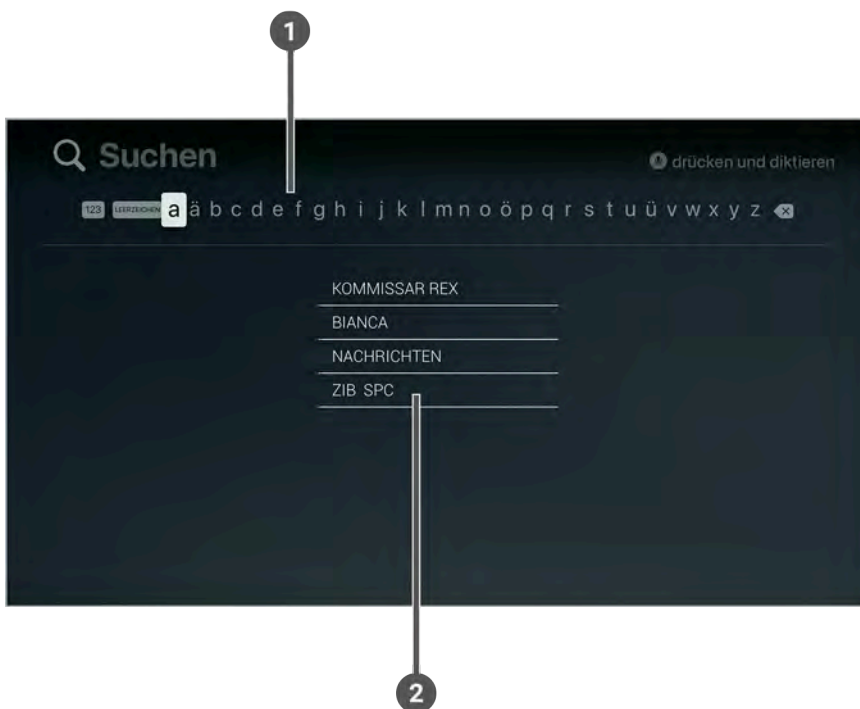 1
Suchen
drücken und diktieren
123 LEERZEICHEN a ä b c d e f g h i j k l m n o ö p q r s t u ü v w x y z
KOMMISSAR REX
BIANCA
NACHRICHTEN
ZIB SPC
2